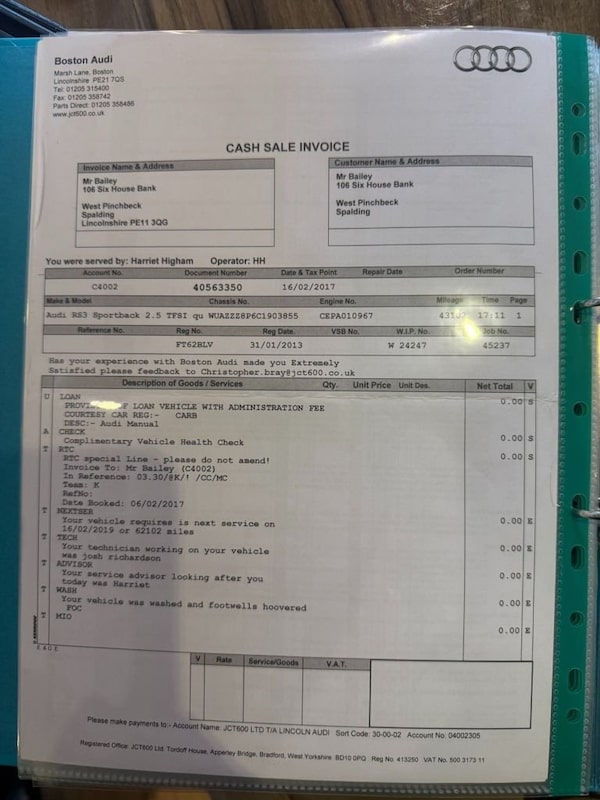 Boston Audi
Marsh Lane, Boston
Lincolnshire PE21 7QS
Tel: 01205 315400
Fax: 01205 358742
Parts Direct: 01205 358486
www.jct600.co.uk
CASH SALE INVOICE
Invoice Name & Address
Mr Bailey
106 Six House Bank
West Pinchbeck
Spalding
Lincolnshire PE11 3QG
Customer Name & Address
Mr Bailey
106 Six House Bank
West Pinchbeck
Spalding
You were served by: Harriet Higham Operator: HH
Account No. Document Number Date & Tax Point Repair Date Order Number
C4002 40563350 16/02/2017
Make & Model Chassis No. Engine No. Mileage Time Page
Audi RS3 Sportback 2.5 TFSI qu WUAZZZ8P6C1903855 CEPA010967 17:11 1
Reference No. Reg No. Reg Date. VSB No. W.I.P. No. Job No.
FT62BLV 31/01/2013 W 24247 45237
Has your experience with Boston Audi made you Extremely
Satisfied please feedback to Christopher.bray@jct600.co.uk
Description of Goods / Services Qty. Unit Price Unit Des. Net Total V
U LOAN 0.00 S
LOAN VEHICLE WITH ADMINISTRATION FEE
COURTESY CAR REG:- CARB
DESC:- Audi Manual
A CHECK 0.00 S
Complimentary Vehicle Health Check
T RTC 0.00 S
RTC special Line - please do not amend!
Invoice To: Mr Bailey (C4002)
In Reference: 03.30/@K/! /CC/MC
Team: K
RefNo:
Date Booked: 06/02/2017
T NEXTSER 0.00 E
Your vehicle requires is next service on
16/02/2019 or 62102 miles
T TECH 0.00 E
Your technician working on your vehicle
was josh richardson
T ADVISOR 0.00 E
Your service advisor looking after you
today was Harriet
T WASH 0.00 E
Your vehicle was washed and footwells hoovered
FOC
T MIO 0.00 E
V Rate Service/Goods V.A.T.
Please make payments to:- Account Name: JCT600 LTD T/A LINCOLN AUDI Sort Code: 30-00-02 Account No: 04002305
Registered Office: JCT600 Ltd. Tordoff House, Apperley Bridge, Bradford, West Yorkshire BD10 0PQ Reg No. 413250 VAT No. 500 3173 11